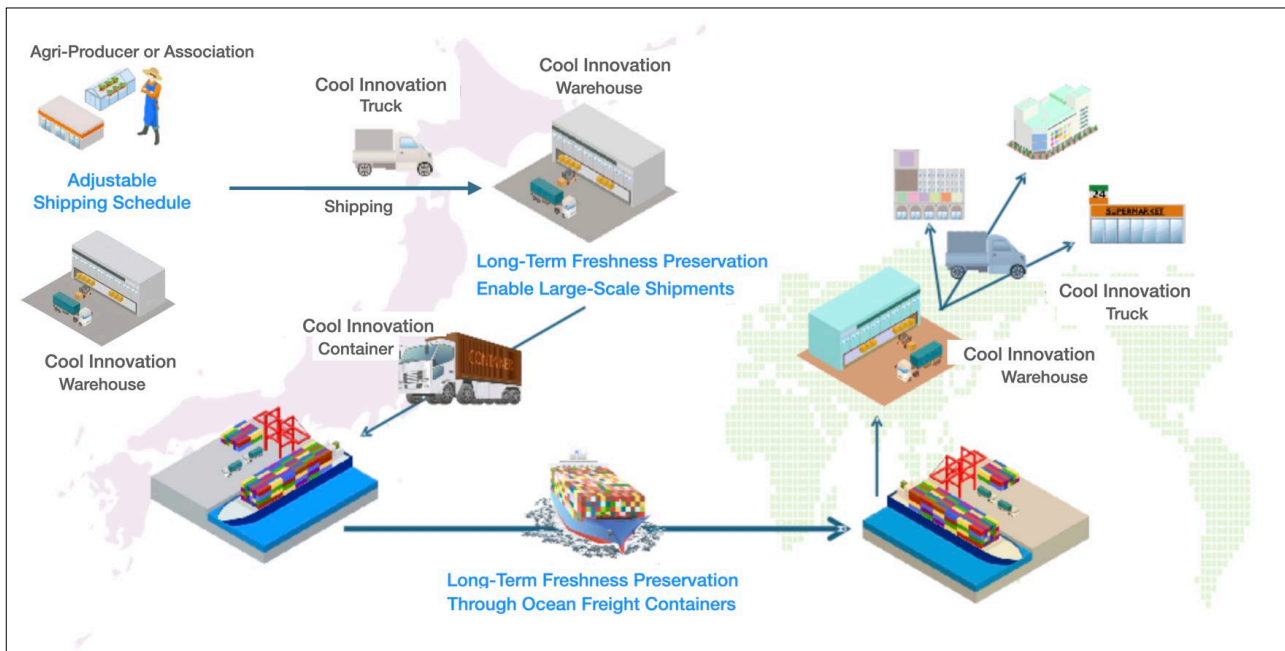 Agri-Producer or Association
Cool Innovation
Truck
Cool Innovation
Warehouse
Adjustable
Shipping Schedule
Shipping
24
SUPERMARKET
Long-Term Freshness Preservation
Enable Large-Scale Shipments
Cool Innovation
Truck
Cool Innovation
Container
CONTAINER
Cool Innovation
Warehouse
Cool Innovation
Warehouse
Long-Term Freshness Preservation
Through Ocean Freight Containers